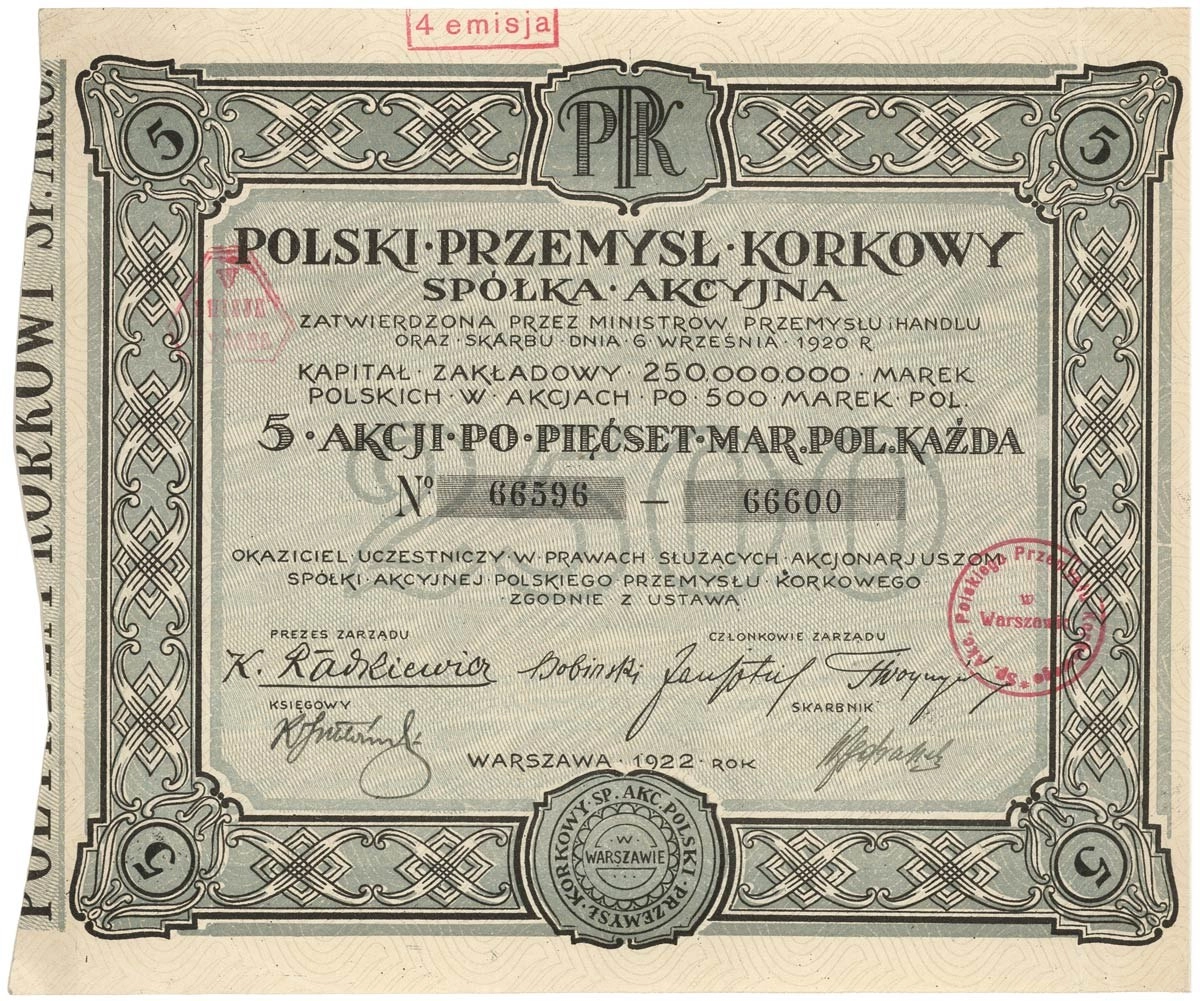 4 emisja
5
PPK
5
POLSKI·PRZEMYSŁ·KORKOWY
SPÓŁKA·AKCYJNA
ZATWIERDZONA PRZEZ MINISTRÓW PRZEMYSŁU i HANDLU
ORAZ·SKARBU·DNIA·6·WRZEŚNIA·1920 R
KAPITAŁ·ZAKŁADOWY·250.000.000·MAREK
POLSKICH·W·AKCJACH·PO·500 MAREK·POL.
5·AKCJI·PO·PIĘĆSET·MAR.POL.KAŻDA
2500
Nº 66596 — 66600
OKAZICIEL·UCZESTNICZY·W·PRAWACH·SŁUŻĄCYCH·AKCJONARJUSZOM
SPÓŁKI·AKCYJNEJ·POLSKIEGO·PRZEMYSŁU·KORKOWEGO
·ZGODNIE Z USTAWĄ·
Sp. Akc. Polskiego Przemysłu
w
Warszawie
PREZES ZARZĄDU
CZŁONKOWIE ZARZĄDU
K. Radkiewicz Bobiński
KSIĘGOWY
SKARBNIK
WARSZAWA·1922·ROK
KORKOWY·SP. AKC. POLSKI·PRZEMYSŁ
W
WARSZAWIE
5
5